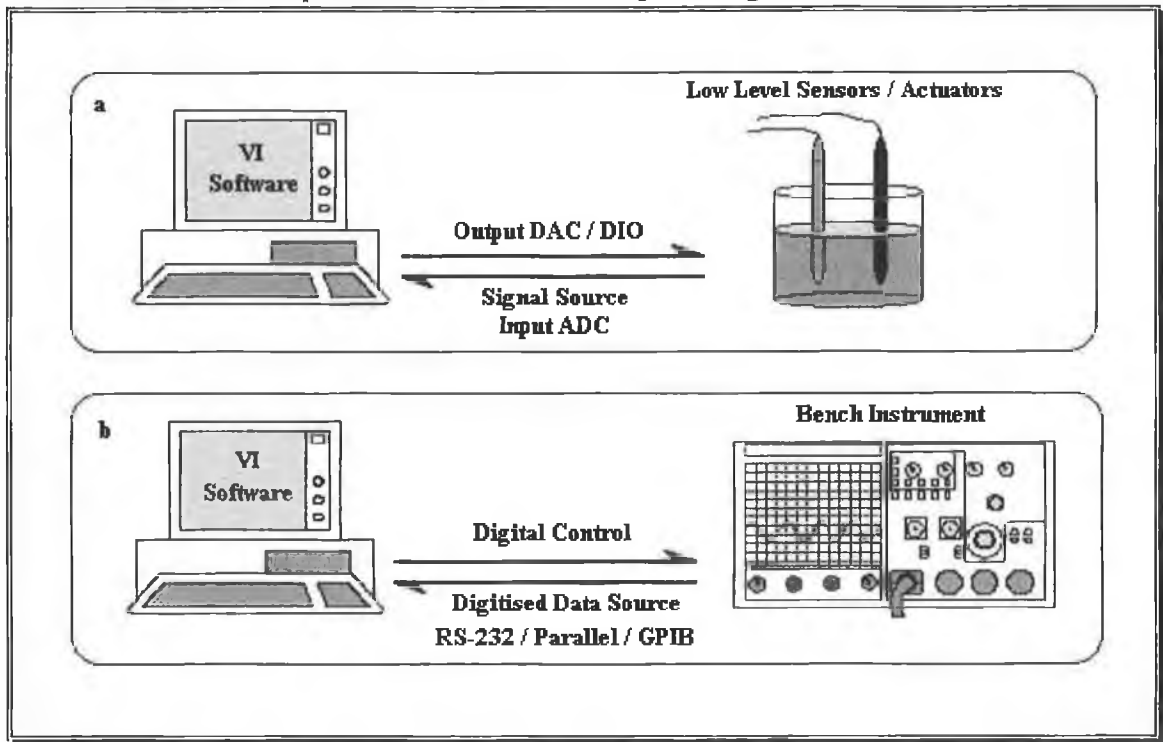 a
Low Level Sensors / Actuators
VI
Software
Output DAC / DIO
Signal Source
Input ADC
b
Bench Instrument
VI
Software
Digital Control
Digitised Data Source
RS-232 / Parallel / GPIB